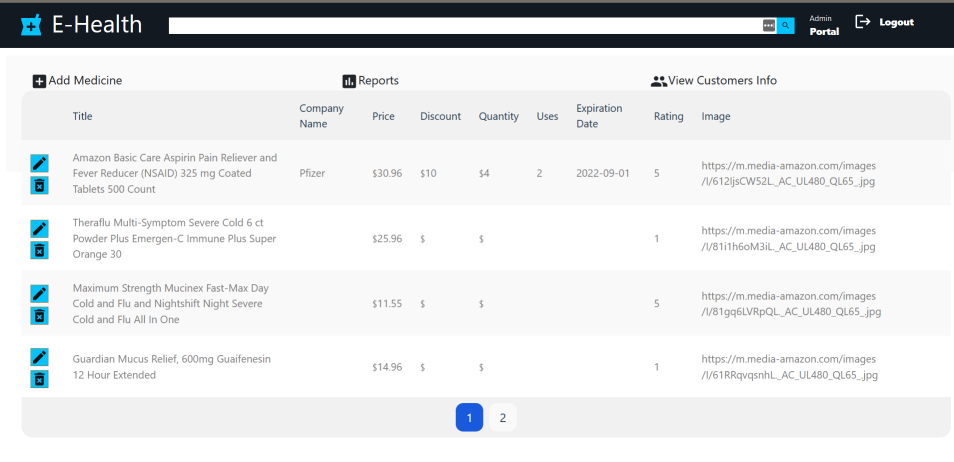 E-Health
Admin
Portal
Logout
Add Medicine
Reports
View Customers Info
Title
Company
Name
Price
Discount
Quantity
Uses
Expiration
Date
Rating
Image
Amazon Basic Care Aspirin Pain Reliever and
Fever Reducer (NSAID) 325 mg Coated
Tablets 500 Count
Pfizer
$30.96
$10
$4
2
2022-09-01
5
https://m.media-amazon.com/images
/I/612IjsCW52L._AC_UL480_QL65_.jpg
Theraflu Multi-Symptom Severe Cold 6 ct
Powder Plus Emergen-C Immune Plus Super
Orange 30
$25.96
$
$
1
https://m.media-amazon.com/images
/I/81i1h6oM3iL._AC_UL480_QL65_.jpg
Maximum Strength Mucinex Fast-Max Day
Cold and Flu and Nightshift Night Severe
Cold and Flu All In One
$11.55
$
$
5
https://m.media-amazon.com/images
/I/81gq6LVRpQL._AC_UL480_QL65_.jpg
Guardian Mucus Relief, 600mg Guaifenesin
12 Hour Extended
$14.96
$
$
1
https://m.media-amazon.com/images
/I/61RRqvqsnhL._AC_UL480_QL65_.jpg
1
2